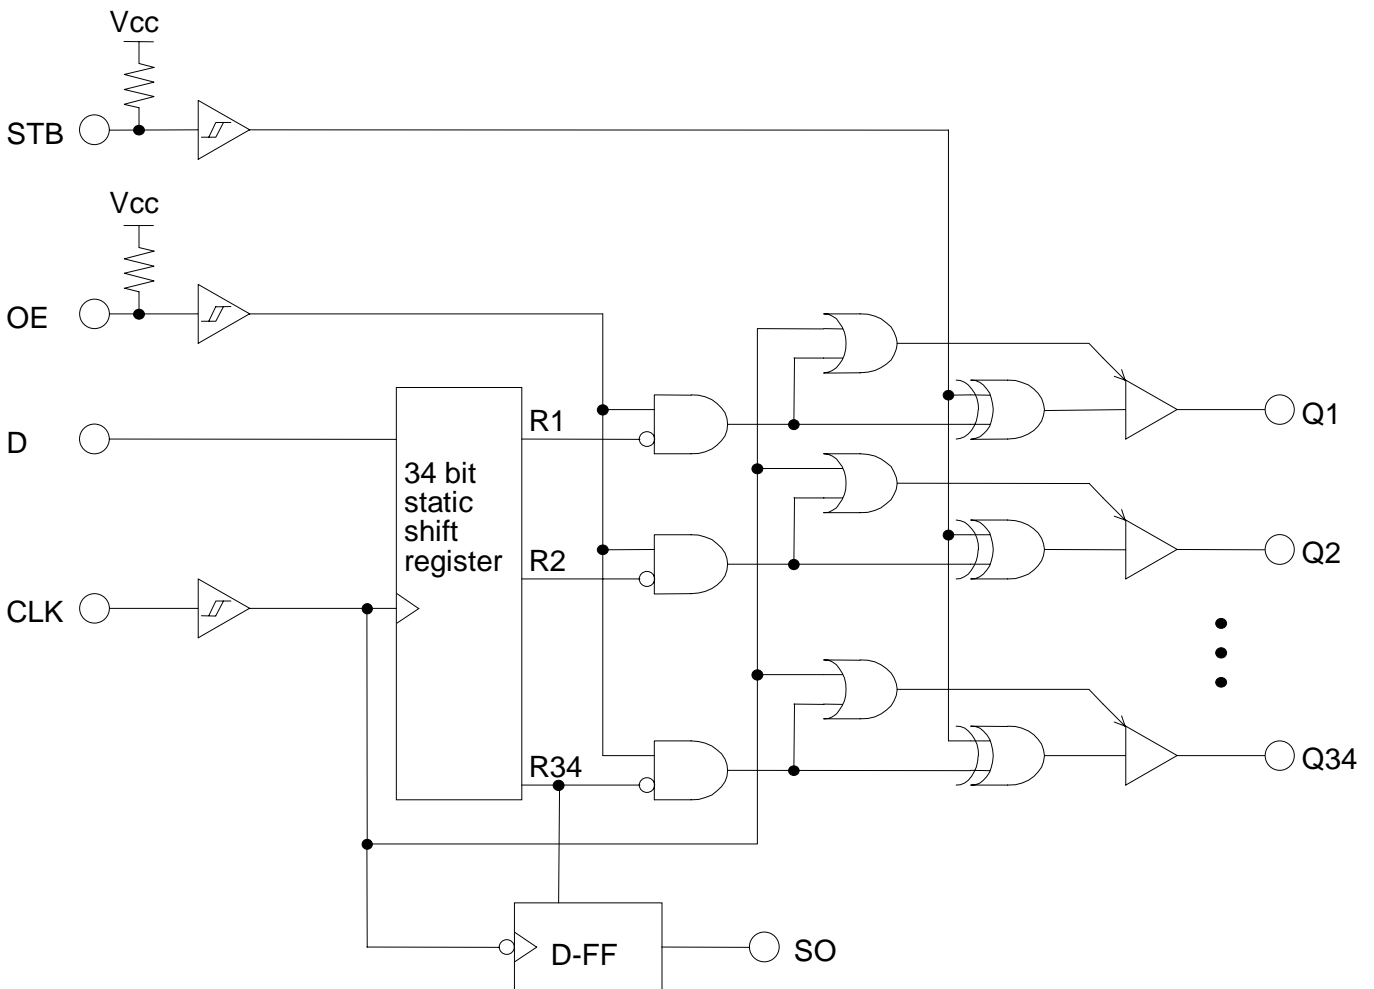 Vcc
STB
Vcc
OE
D
CLK
34 bit
static
shift
register
R1
R2
R34
Q1
Q2
Q34
D-FF
SO